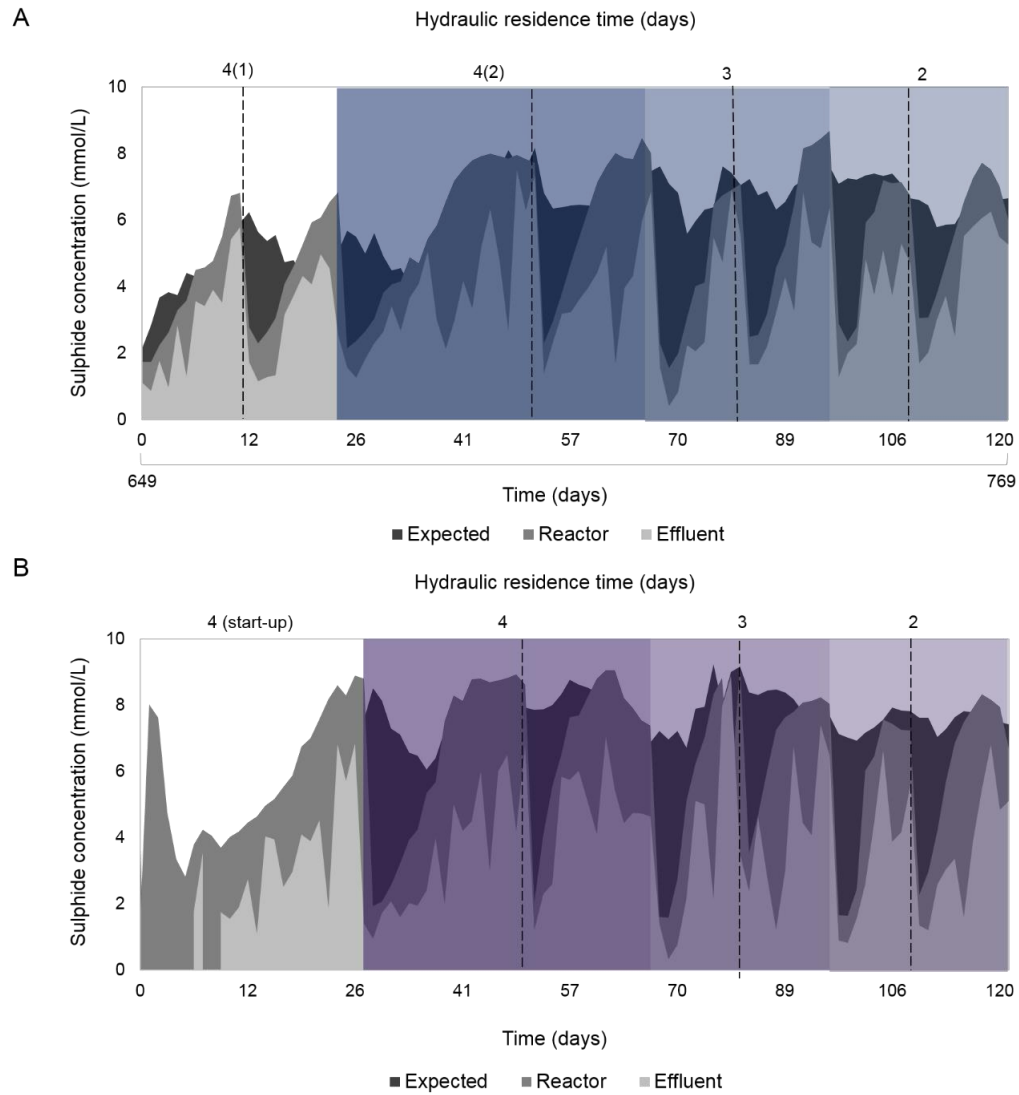 A
Hydraulic residence time (days)
4(1) 4(2) 3 2
Sulphide concentration (mmol/L)
10
8
6
4
2
0
0 12 26 41 57 70 89 106 120
649 769
Time (days)
Expected Reactor Effluent
B
Hydraulic residence time (days)
4 (start-up) 4 3 2
Sulphide concentration (mmol/L)
10
8
6
4
2
0
0 12 26 41 57 70 89 106 120
Time (days)
Expected Reactor Effluent